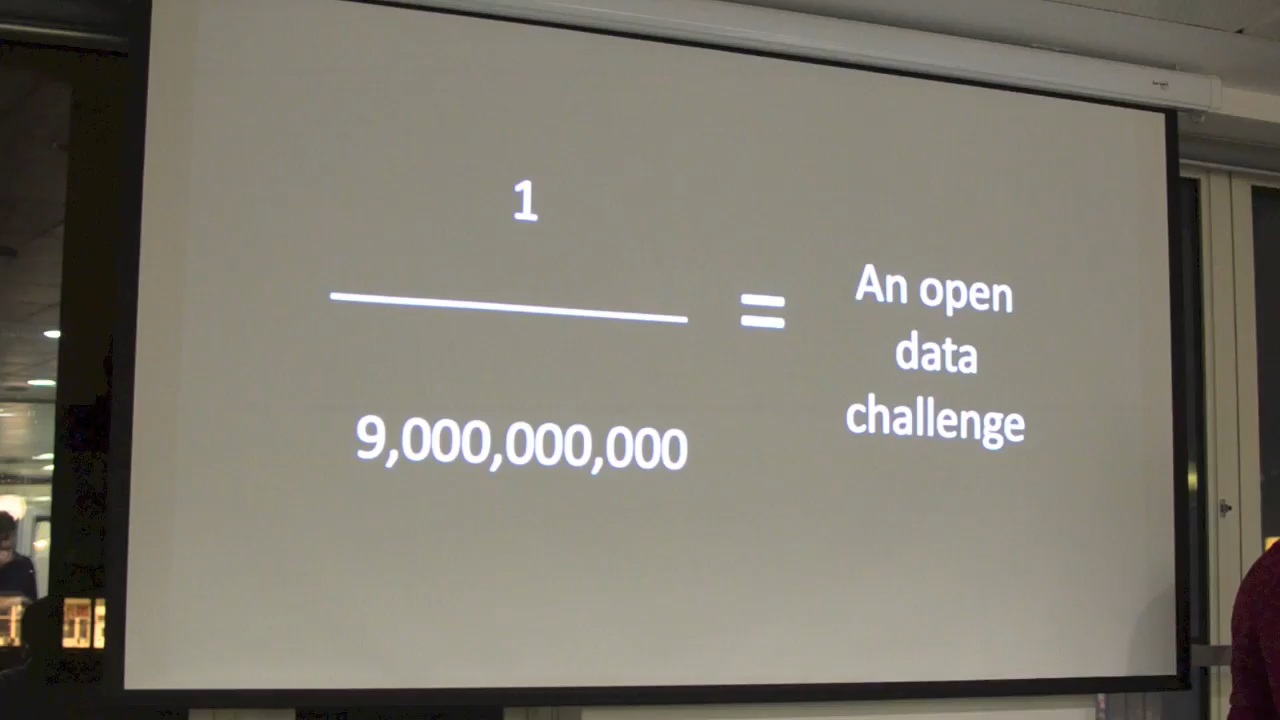 1
9,000,000,000
=
An open
data
challenge